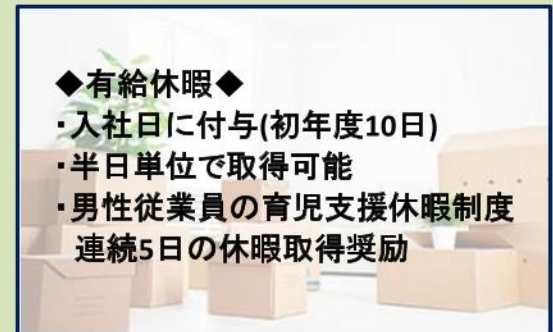 ◆有給休暇◆
・入社日に付与(初年度10日)
・半日単位で取得可能
・男性従業員の育児支援休暇制度
連続5日の休暇取得奨励